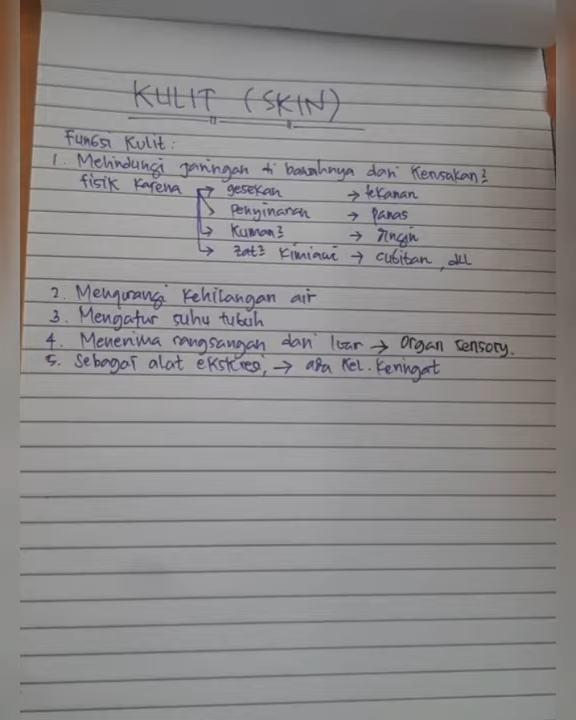 KULIT (SKIN)
Fungsi Kulit :
1. Melindungi jaringan di bawahnya dari Kerusakan2
fisik Karena → gesekan → tekanan
→ Penyinaran → Panas
→ Kuman2 → Dingin
→ Zat2 Kimiawi → cubitan, dll
2. Mengurangi Kehilangan air
3. Mengatur suhu tubuh
4. Menerima rangsangan dari luar → Organ Sensory.
5. Sebagai alat ekskresi, → ada Kel. Keringat